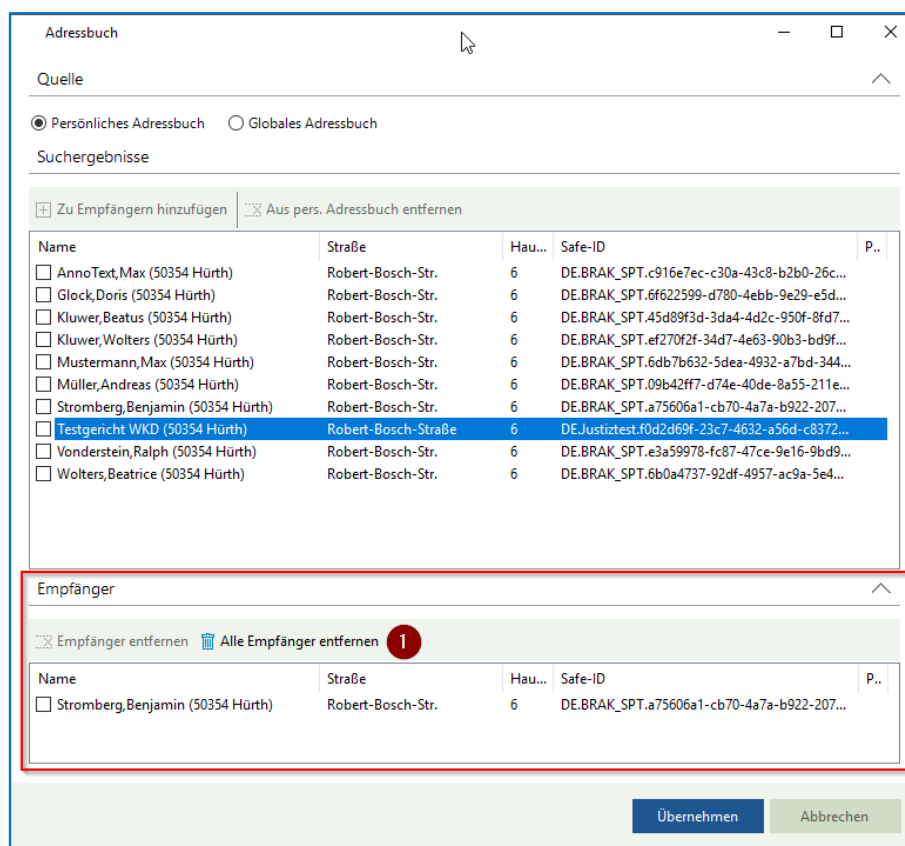 Adressbuch
Quelle
Persönliches Adressbuch Globales Adressbuch
Suchergebnisse
Zu Empfängern hinzufügen Aus pers. Adressbuch entfernen
Name Straße Hau... Safe-ID P..
AnnoText,Max (50354 Hürth) Robert-Bosch-Str. 6 DE.BRAK_SPT.c916e7ec-c30a-43c8-b2b0-26c...
Glock,Doris (50354 Hürth) Robert-Bosch-Str. 6 DE.BRAK_SPT.6f622599-d780-4ebb-9e29-e5d...
Kluwer,Beatus (50354 Hürth) Robert-Bosch-Str. 6 DE.BRAK_SPT.45d89f3d-3da4-4d2c-950f-8fd7...
Kluwer,Wolters (50354 Hürth) Robert-Bosch-Str. 6 DE.BRAK_SPT.ef270f2f-34d7-4e63-90b3-bd9f...
Mustermann,Max (50354 Hürth) Robert-Bosch-Str. 6 DE.BRAK_SPT.6db7b632-5dea-4932-a7bd-344...
Müller,Andreas (50354 Hürth) Robert-Bosch-Str. 6 DE.BRAK_SPT.09b42ff7-d74e-40de-8a55-211e...
Stromberg,Benjamin (50354 Hürth) Robert-Bosch-Str. 6 DE.BRAK_SPT.a75606a1-cb70-4a7a-b922-207...
Testgericht WKD (50354 Hürth) Robert-Bosch-Straße 6 DE.Justiztest.f0d2d69f-23c7-4632-a56d-c8372...
Vonderstein,Ralph (50354 Hürth) Robert-Bosch-Str. 6 DE.BRAK_SPT.e3a59978-fc87-47ce-9e16-9bd9...
Wolters,Beatrice (50354 Hürth) Robert-Bosch-Str. 6 DE.BRAK_SPT.6b0a4737-92df-4957-ac9a-5e4...
Empfänger
Empfänger entfernen Alle Empfänger entfernen 1
Name Straße Hau... Safe-ID P..
Stromberg,Benjamin (50354 Hürth) Robert-Bosch-Str. 6 DE.BRAK_SPT.a75606a1-cb70-4a7a-b922-207...
Übernehmen Abbrechen